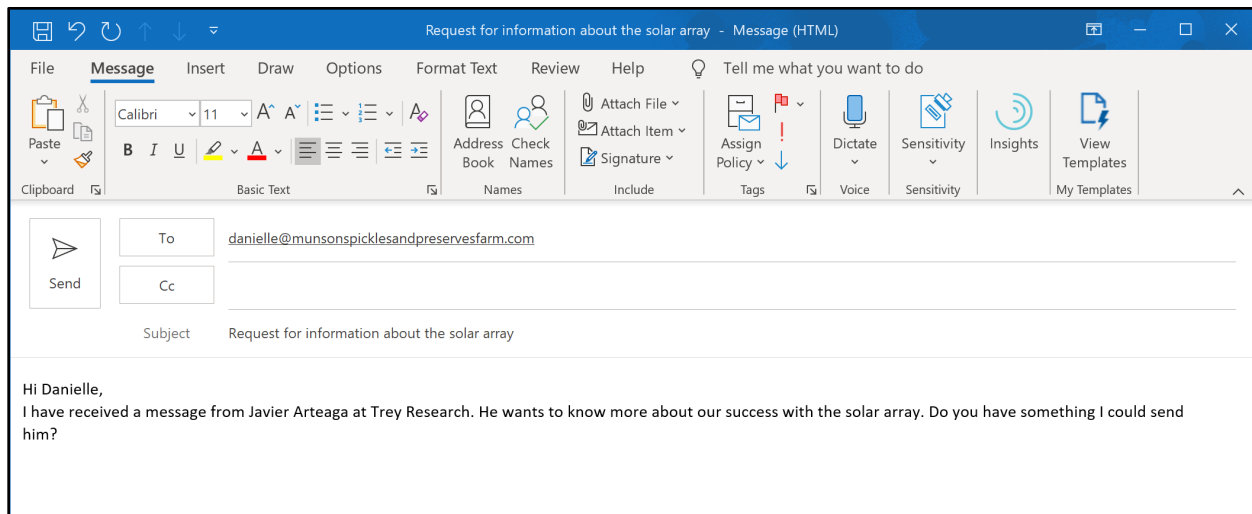 Request for information about the solar array - Message (HTML)
File Message Insert Draw Options Format Text Review Help Tell me what you want to do
Paste
Clipboard
Calibri 11
B I U A
Basic Text
Address Book
Check Names
Names
Attach File
Attach Item
Signature
Include
Assign Policy
Tags
Dictate
Voice
Sensitivity
Sensitivity
Insights
View Templates
My Templates
Send
To danielle@munsonspicklesandpreservesfarm.com
Cc
Subject Request for information about the solar array
Hi Danielle,
I have received a message from Javier Arteaga at Trey Research. He wants to know more about our success with the solar array. Do you have something I could send
him?